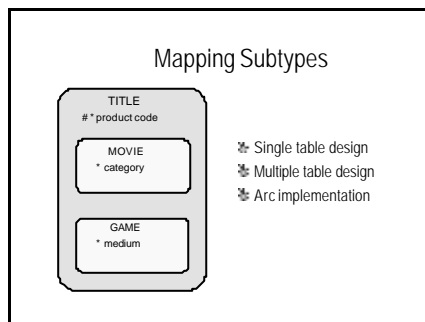 Mapping Subtypes
TITLE
# * product code
MOVIE
* category
GAME
* medium
Single table design
Multiple table design
Arc implementation